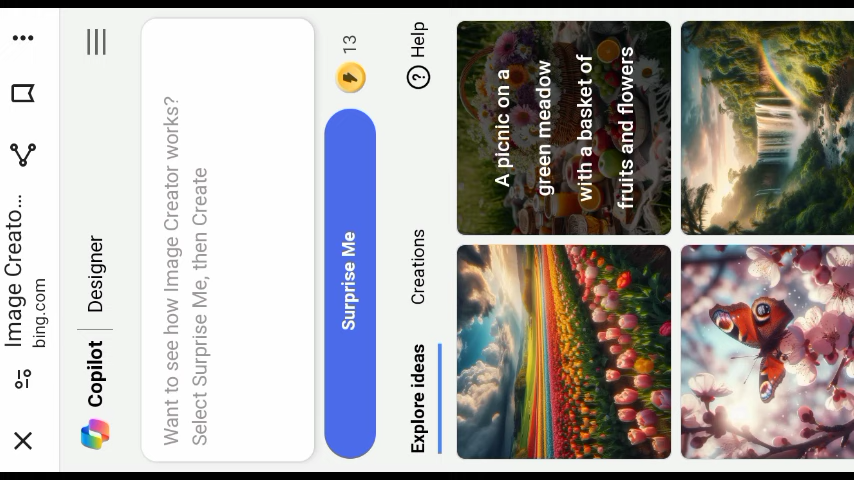 Image Creato...
bing.com
Copilot | Designer
Want to see how Image Creator works?
Select Surprise Me, then Create
Surprise Me
13
Explore ideas
Creations
Help
A picnic on a
green meadow
with a basket of
fruits and flowers